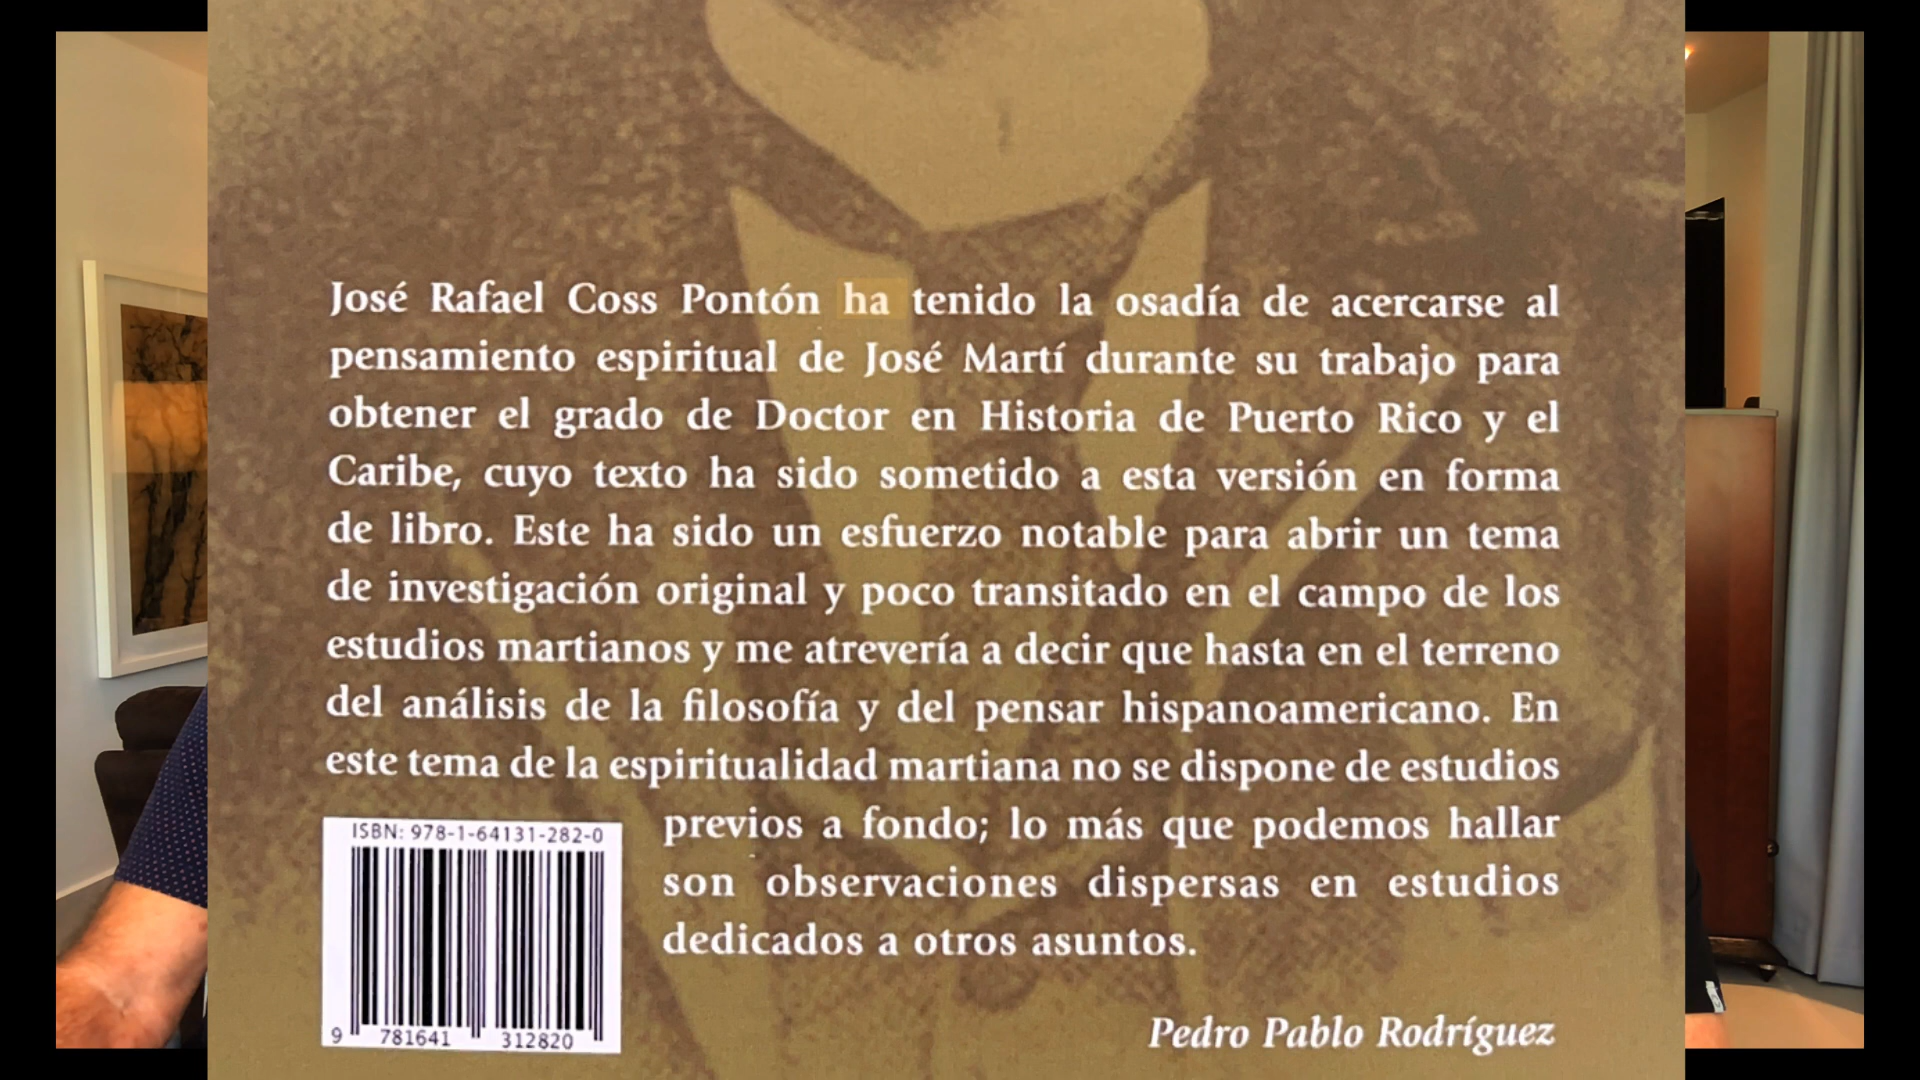 José Rafael Coss Pontón ha tenido la osadía de acercarse al
pensamiento espiritual de José Martí durante su trabajo para
obtener el grado de Doctor en Historia de Puerto Rico y el
Caribe, cuyo texto ha sido sometido a esta versión en forma
de libro. Este ha sido un esfuerzo notable para abrir un tema
de investigación original y poco transitado en el campo de los
estudios martianos y me atrevería a decir que hasta en el terreno
del análisis de la filosofía y del pensar hispanoamericano. En
este tema de la espiritualidad martiana no se dispone de estudios
previos a fondo; lo más que podemos hallar
son observaciones dispersas en estudios
dedicados a otros asuntos.
ISBN: 978-1-64131-282-0
9 781641 312820
Pedro Pablo Rodríguez